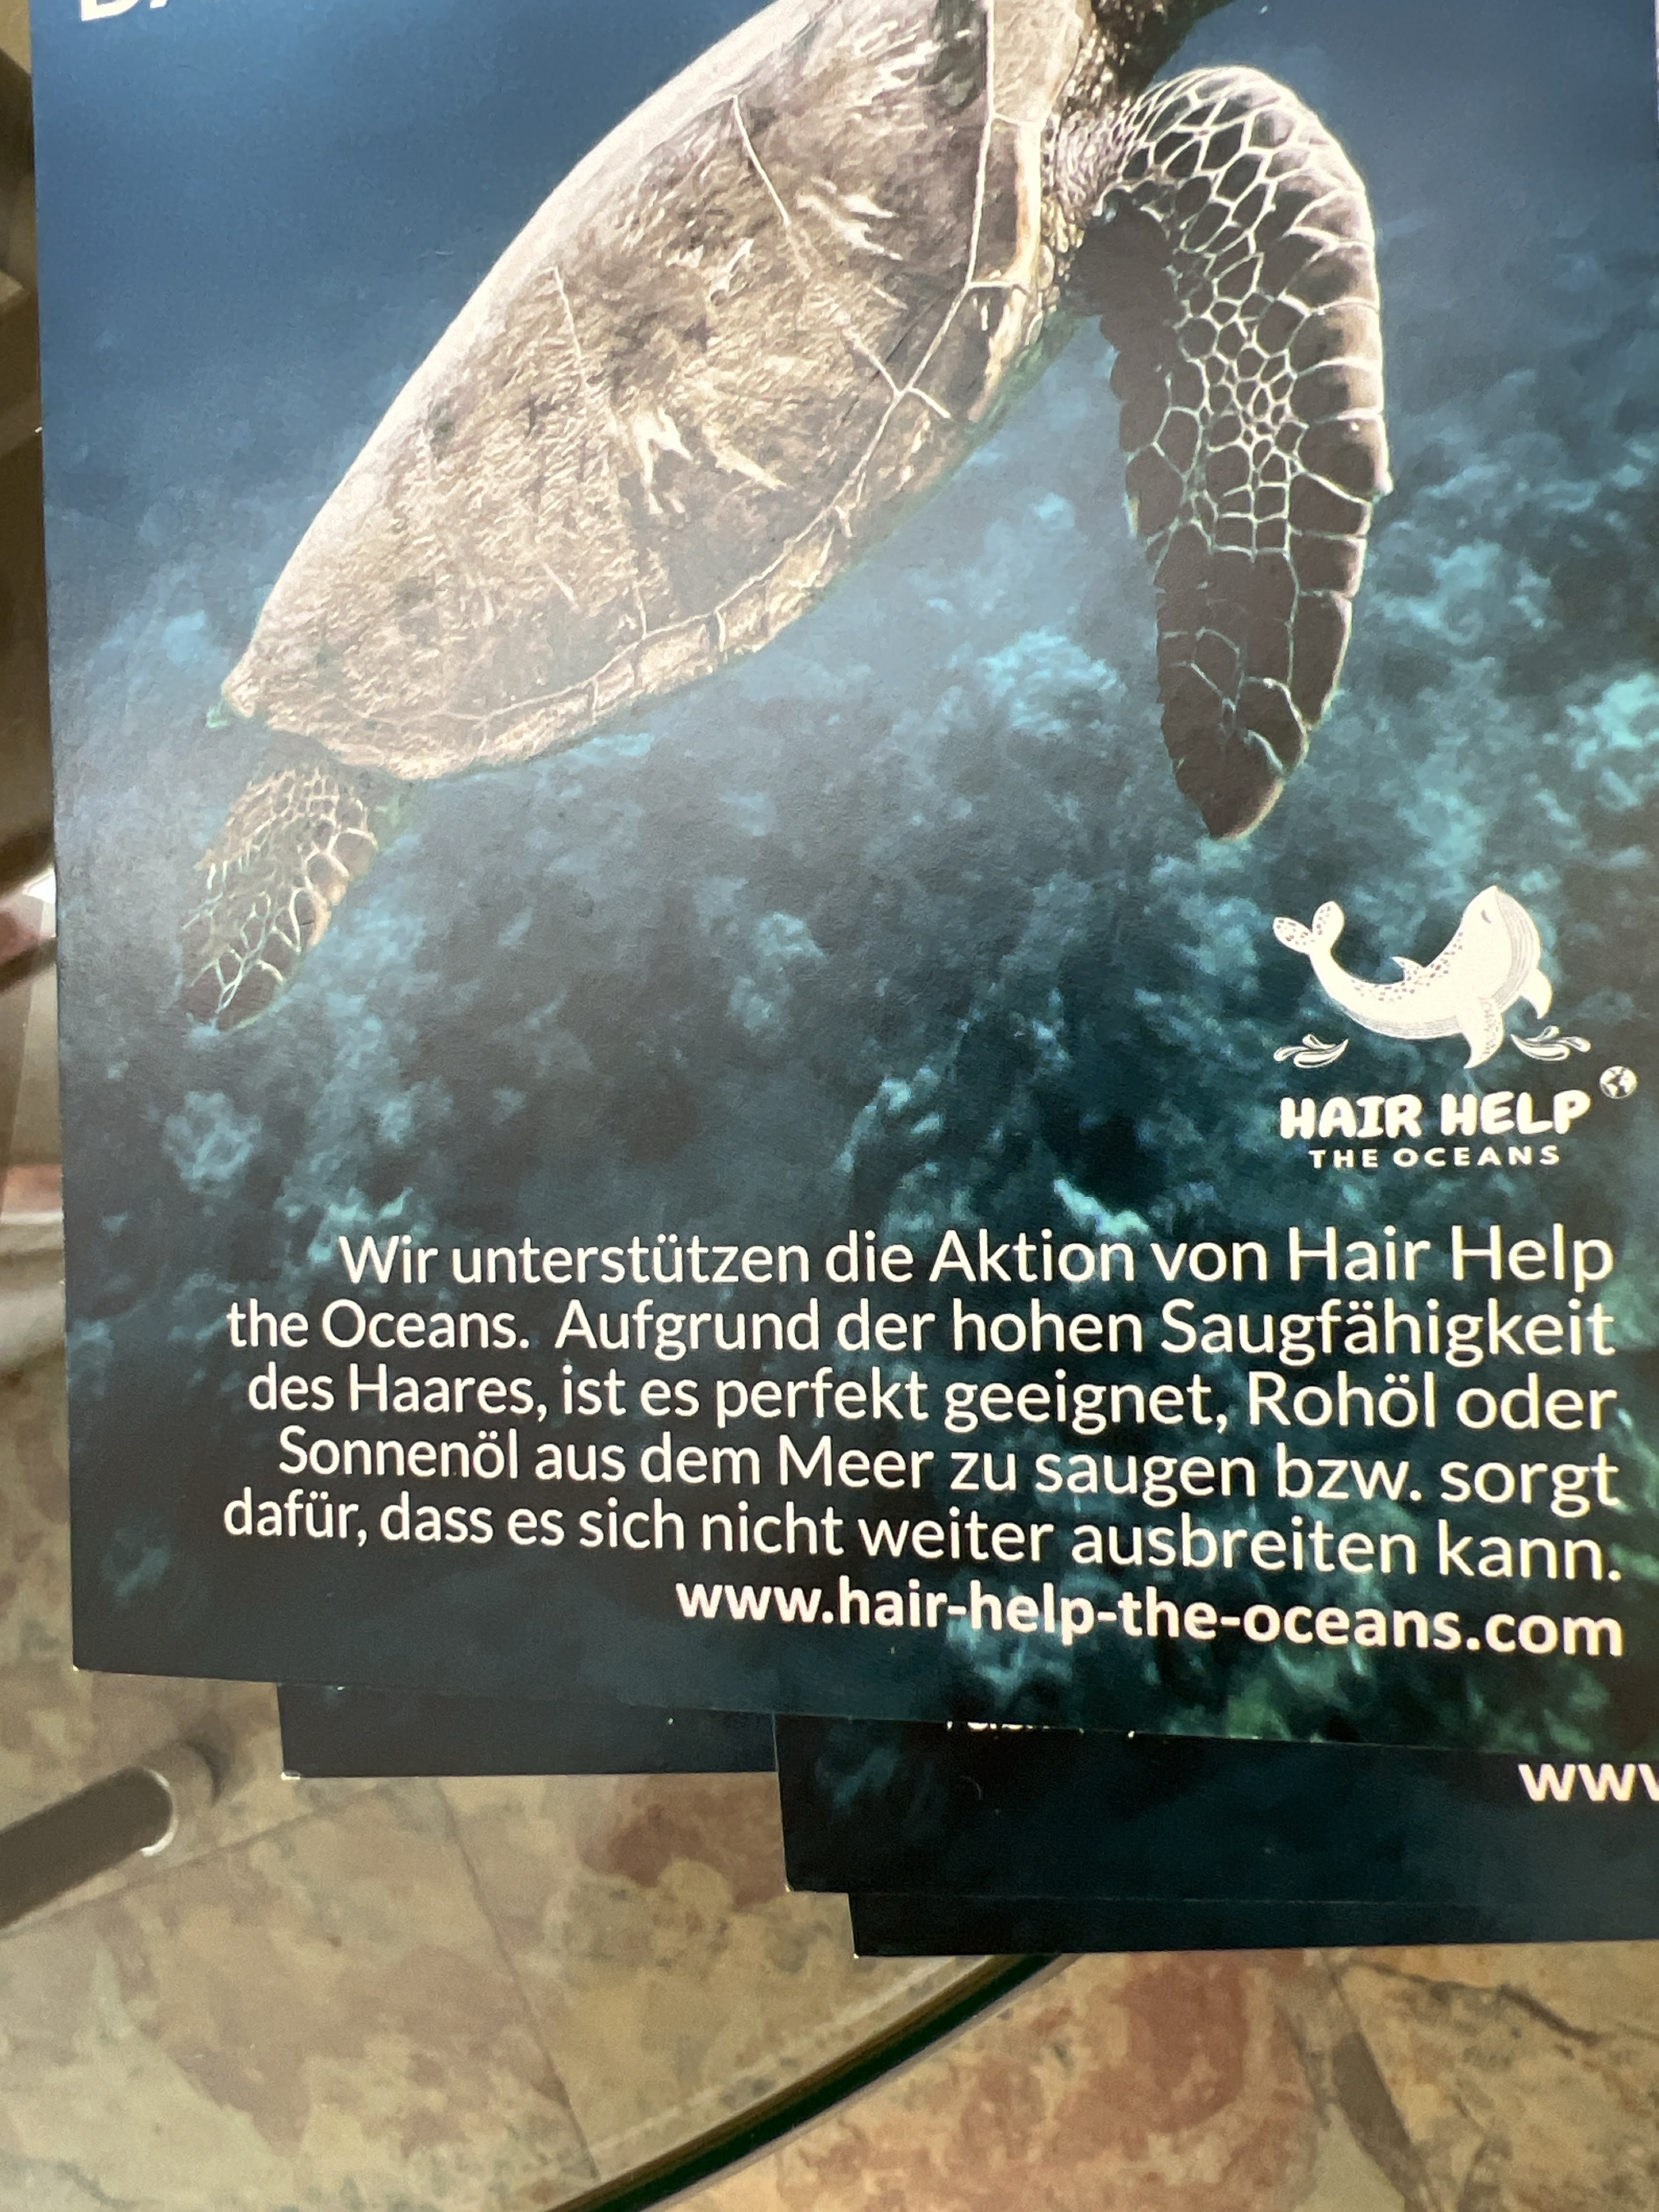 HAIR HELP
THE OCEANS
Wir unterstützen die Aktion von Hair Help
the Oceans. Aufgrund der hohen Saugfähigkeit
des Haares, ist es perfekt geeignet, Rohöl oder
Sonnenöl aus dem Meer zu saugen bzw. sorgt
dafür, dass es sich nicht weiter ausbreiten kann.
www.hair-help-the-oceans.com